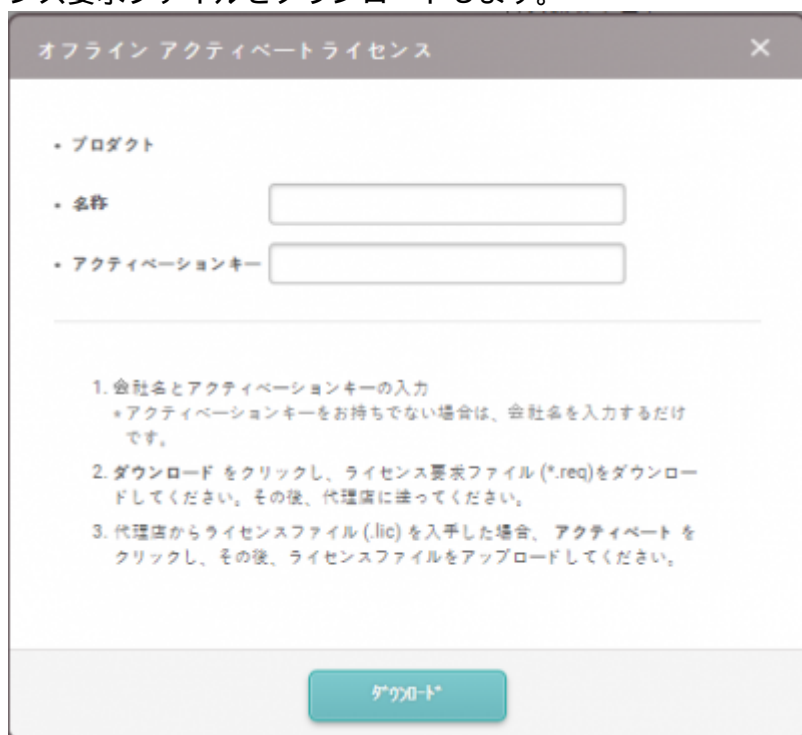 ンス要求ファイルをダウンロードします。
オフライン アクティベートライセンス
• プロダクト
• 名称
• アクティベーションキー
1. 会社名とアクティベーションキーの入力
*アクティベーションキーをお持ちでない場合は、会社名を入力するだけ
です。
2. ダウンロード をクリックし、ライセンス要求ファイル (*.req)をダウンロー
ドしてください。その後、代理店に送ってください。
3. 代理店からライセンスファイル (.lic) を入手した場合、 アクティベート を
クリックし、その後、ライセンスファイルをアップロードしてください。
ダウンロード